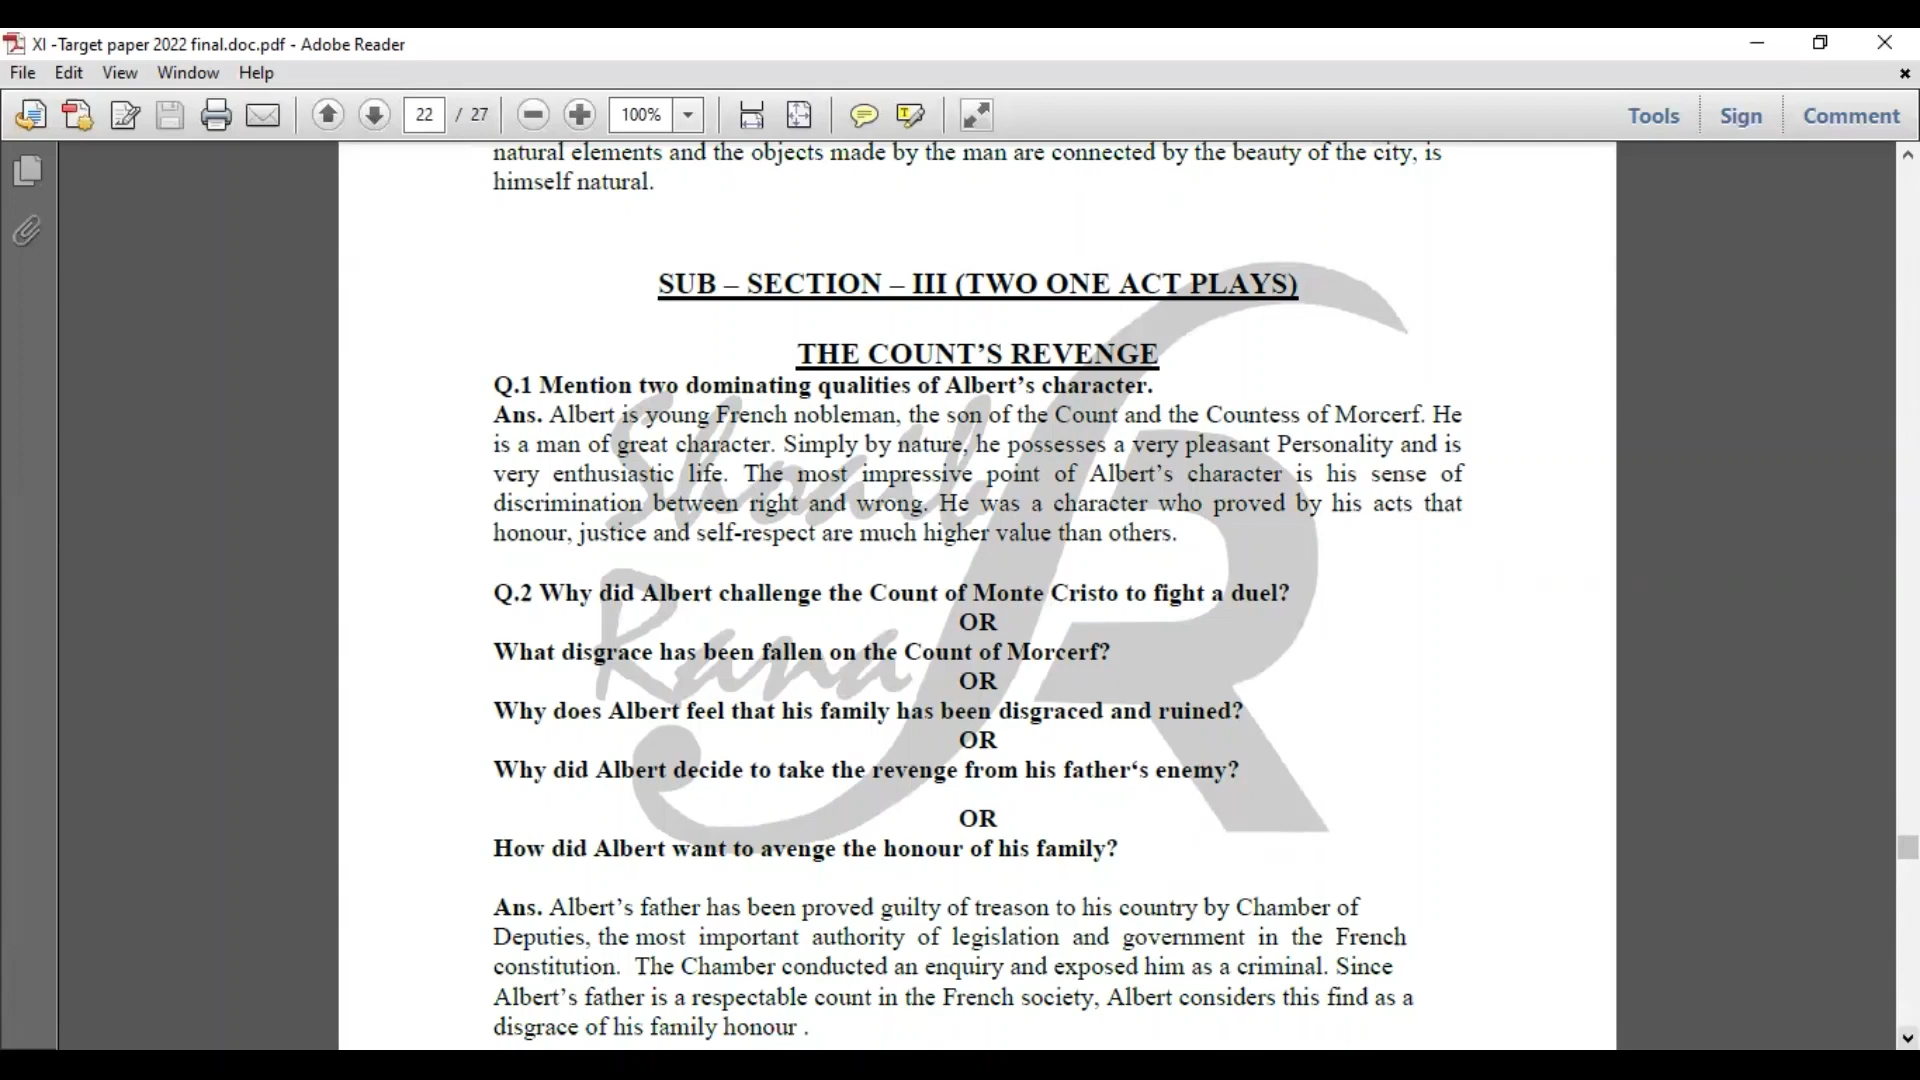 XI -Target paper 2022 final.doc.pdf - Adobe Reader
File Edit View Window Help
22 / 27 100% Tools Sign Comment
natural elements and the objects made by the man are connected by the beauty of the city, is
himself natural.
SUB – SECTION – III (TWO ONE ACT PLAYS)
THE COUNT’S REVENGE
Q.1 Mention two dominating qualities of Albert’s character.
Ans. Albert is young French nobleman, the son of the Count and the Countess of Morcerf. He
is a man of great character. Simply by nature, he possesses a very pleasant Personality and is
very enthusiastic life. The most impressive point of Albert’s character is his sense of
discrimination between right and wrong. He was a character who proved by his acts that
honour, justice and self-respect are much higher value than others.
Q.2 Why did Albert challenge the Count of Monte Cristo to fight a duel?
OR
What disgrace has been fallen on the Count of Morcerf?
OR
Why does Albert feel that his family has been disgraced and ruined?
OR
Why did Albert decide to take the revenge from his father‘s enemy?
OR
How did Albert want to avenge the honour of his family?
Ans. Albert’s father has been proved guilty of treason to his country by Chamber of
Deputies, the most important authority of legislation and government in the French
constitution. The Chamber conducted an enquiry and exposed him as a criminal. Since
Albert’s father is a respectable count in the French society, Albert considers this find as a
disgrace of his family honour .
Shoaib
Rana